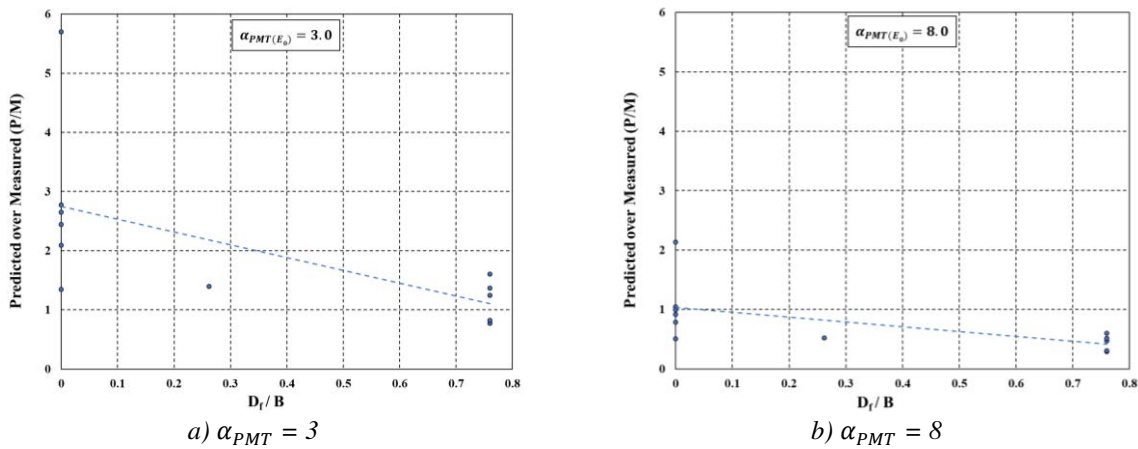 α_PMT(E_0) = 3.0
6
5
4
3
2
1
0
Predicted over Measured (P/M)
0 0.1 0.2 0.3 0.4 0.5 0.6 0.7 0.8
D_f / B
a) α_PMT = 3
α_PMT(E_0) = 8.0
6
5
4
3
2
1
0
Predicted over Measured (P/M)
0 0.1 0.2 0.3 0.4 0.5 0.6 0.7 0.8
D_f / B
b) α_PMT = 8